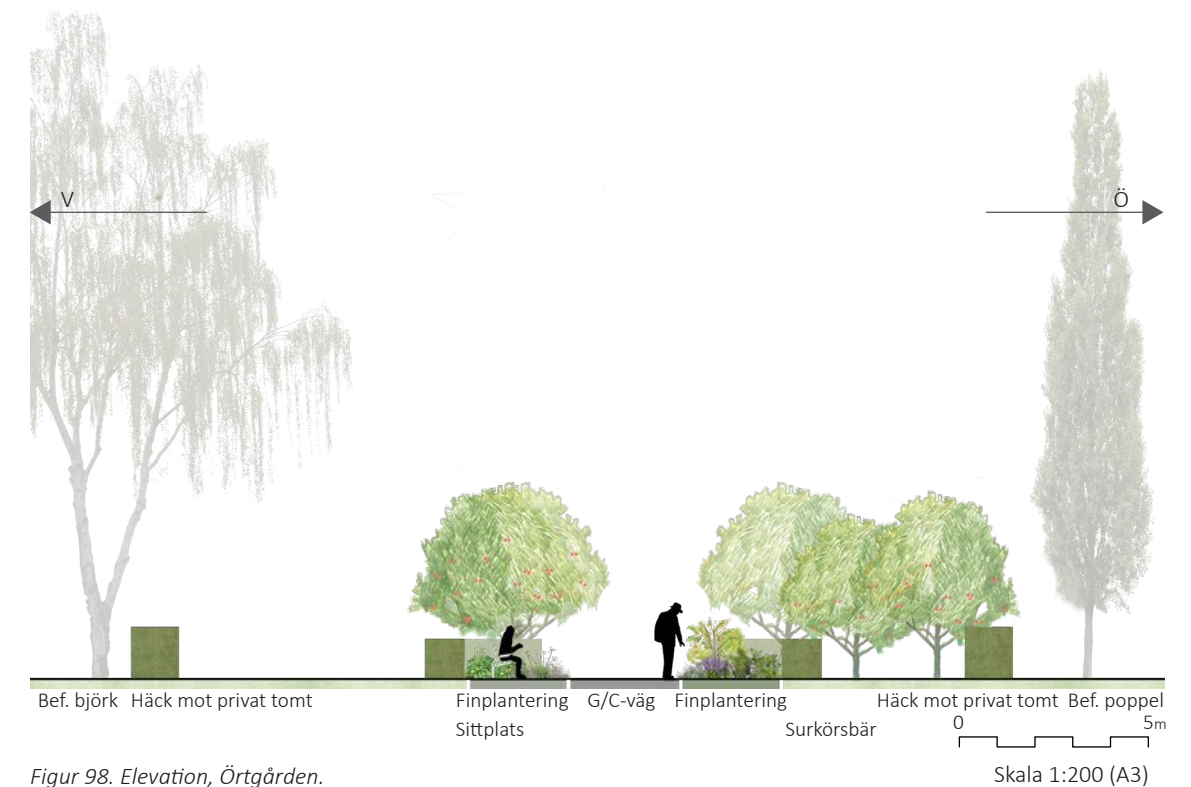 V
Ö
Bef. björk Häck mot privat tomt Finplantering G/C-väg Finplantering Häck mot privat tomt Bef. poppel
Sittplats Surkörsbär
0 5m
Figur 98. Elevation, Örtgården.
Skala 1:200 (A3)